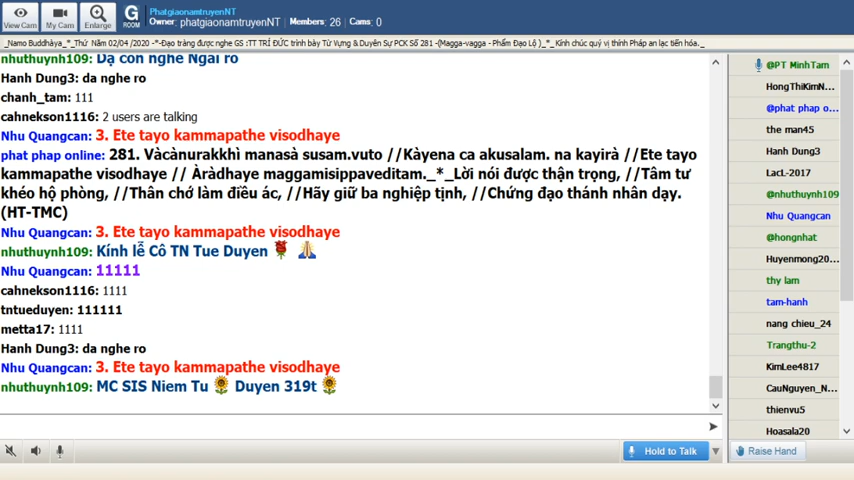 View Cam
My Cam
Enlarge
G ROOM
PhatgiaonamtruyenNT
Owner: phatgiaonamtruyenNT | Members: 26 | Cams: 0
_Namo Buddhàya_*_Thứ Năm 02/04 /2020 -*-Đạo tràng được nghe GS :TT TRÍ ĐỨC trình bày Từ Vựng & Duyên Sự PCK Số 281 -(Magga-vagga - Phẩm Đạo Lộ )_*_ Kính chúc quý vị thính Pháp an lạc tiến hóa._
nhuthuynh109: Dạ con nghe Ngài rõ
Hanh Dung3: da nghe ro
chanh_tam: 111
cahnekson1116: 2 users are talking
Nhu Quangcan: 3. Ete tayo kammapathe visodhaye
phat phap online: 281. Vàcànurakkhì manasà susam.vuto //Kàyena ca akusalam. na kayirà //Ete tayo
kammapathe visodhaye // Àràdhaye maggamisippaveditam._*_Lời nói được thận trọng, //Tâm tư
khéo hộ phòng, //Thân chớ làm điều ác, //Hãy giữ ba nghiệp tịnh, //Chứng đạo thánh nhân dạy.
(HT-TMC)
Nhu Quangcan: 3. Ete tayo kammapathe visodhaye
nhuthuynh109: Kính lễ Cô TN Tue Duyen 🌹 🙏
Nhu Quangcan: 11111
cahnekson1116: 1111
tntueduyen: 111111
metta17: 1111
Hanh Dung3: da nghe ro
Nhu Quangcan: 3. Ete tayo kammapathe visodhaye
nhuthuynh109: MC SIS Niem Tu 🌻 Duyen 319t 🌻
@PT MinhTam
HongThiKimN...
@phat phap o...
the man45
Hanh Dung3
LacL-2017
@nhuthuynh109
Nhu Quangcan
@hongnhat
Huyenmong20...
thy lam
tam-hanh
nang chieu_24
Trangthu-2
KimLee4817
CauNguyen_N...
thienvu5
Hoasala20
Hold to Talk
Raise Hand